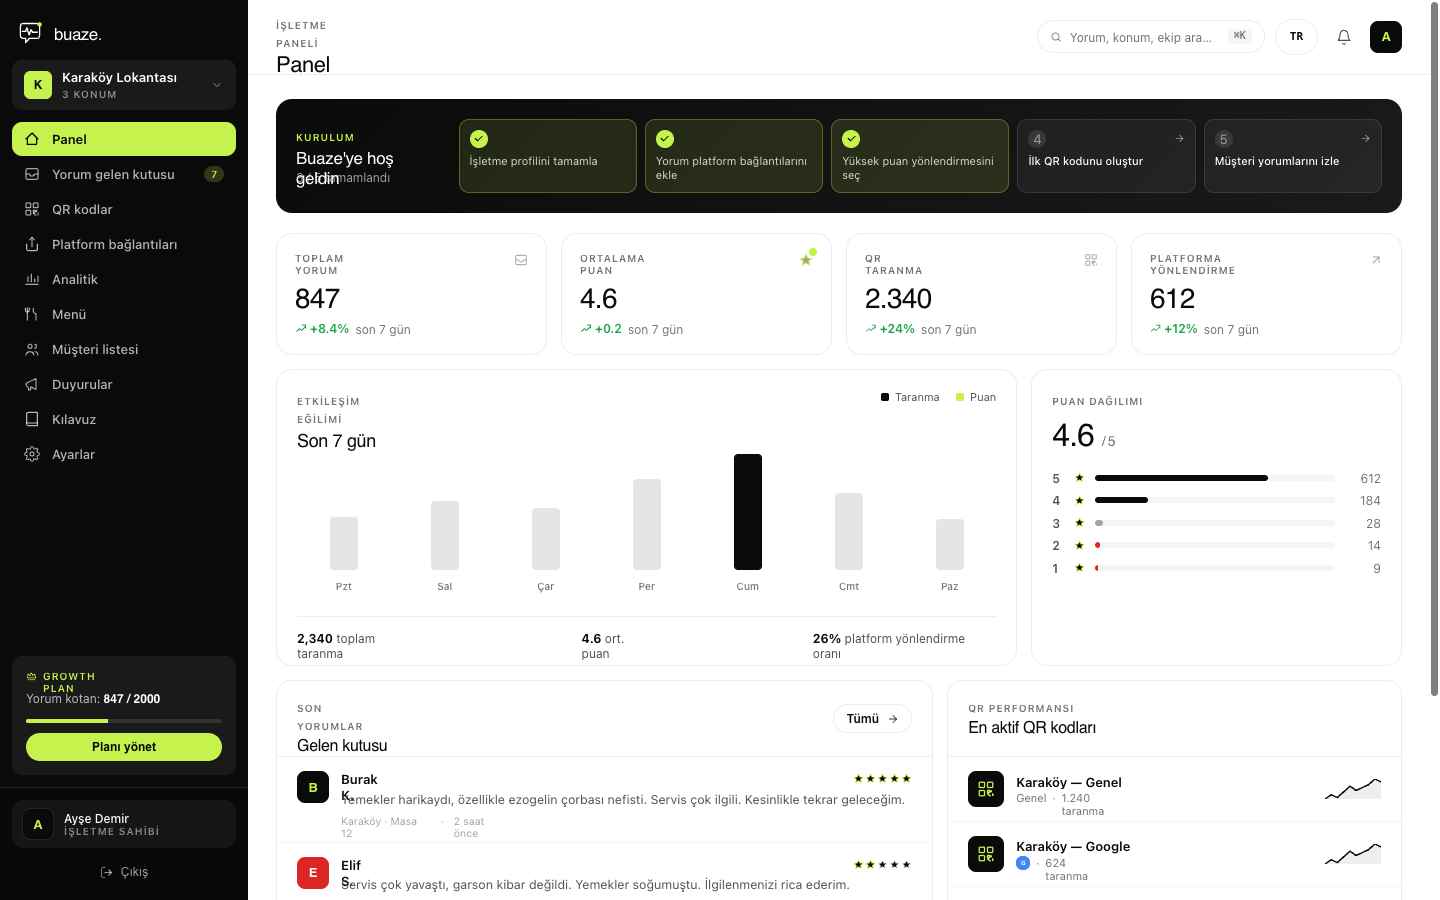 buaze.
K
Karaköy Lokantası
3 KONUM
Panel
Yorum gelen kutusu
7
QR kodlar
Platform bağlantıları
Analitik
Menü
Müşteri listesi
Duyurular
Kılavuz
Ayarlar
GROWTH
PLAN
Yorum kotan: 847 / 2000
Planı yönet
A
Ayşe Demir
İŞLETME SAHİBİ
Çıkış
İŞLETME
PANELİ
Panel
Yorum, konum, ekip ara...
⌘K
TR
A
KURULUM
Buaze'ye hoş
geldin
tamamlandı
İşletme profilini tamamla
Yorum platform bağlantılarını
ekle
Yüksek puan yönlendirmesini
seç
4
İlk QR kodunu oluştur
5
Müşteri yorumlarını izle
TOPLAM
YORUM
847
+8.4% son 7 gün
ORTALAMA
PUAN
4.6
+0.2 son 7 gün
QR
TARANMA
2.340
+24% son 7 gün
PLATFORMA
YÖNLENDİRME
612
+12% son 7 gün
ETKİLEŞİM
EĞİLİMİ
Son 7 gün
Taranma
Puan
Pzt
Sal
Çar
Per
Cum
Cmt
Paz
2,340 toplam
taranma
4.6 ort.
puan
26% platform yönlendirme
oranı
PUAN DAĞILIMI
4.6 /5
5 ★ 612
4 ★ 184
3 ★ 28
2 ★ 14
1 ★ 9
SON
YORUMLAR
Gelen kutusu
Tümü →
B
Burak
K.
Yemekler harikaydı, özellikle ezogelin çorbası nefisti. Servis çok ilgili. Kesinlikle tekrar geleceğim.
Karaköy · Masa
12
· 2 saat
önce
E
Elif
S.
Servis çok yavaştı, garson kibar değildi. Yemekler soğumuştu. İlgilenmenizi rica ederim.
QR PERFORMANSI
En aktif QR kodları
Karaköy — Genel
Genel · 1.240
taranma
Karaköy — Google
G · 624
taranma